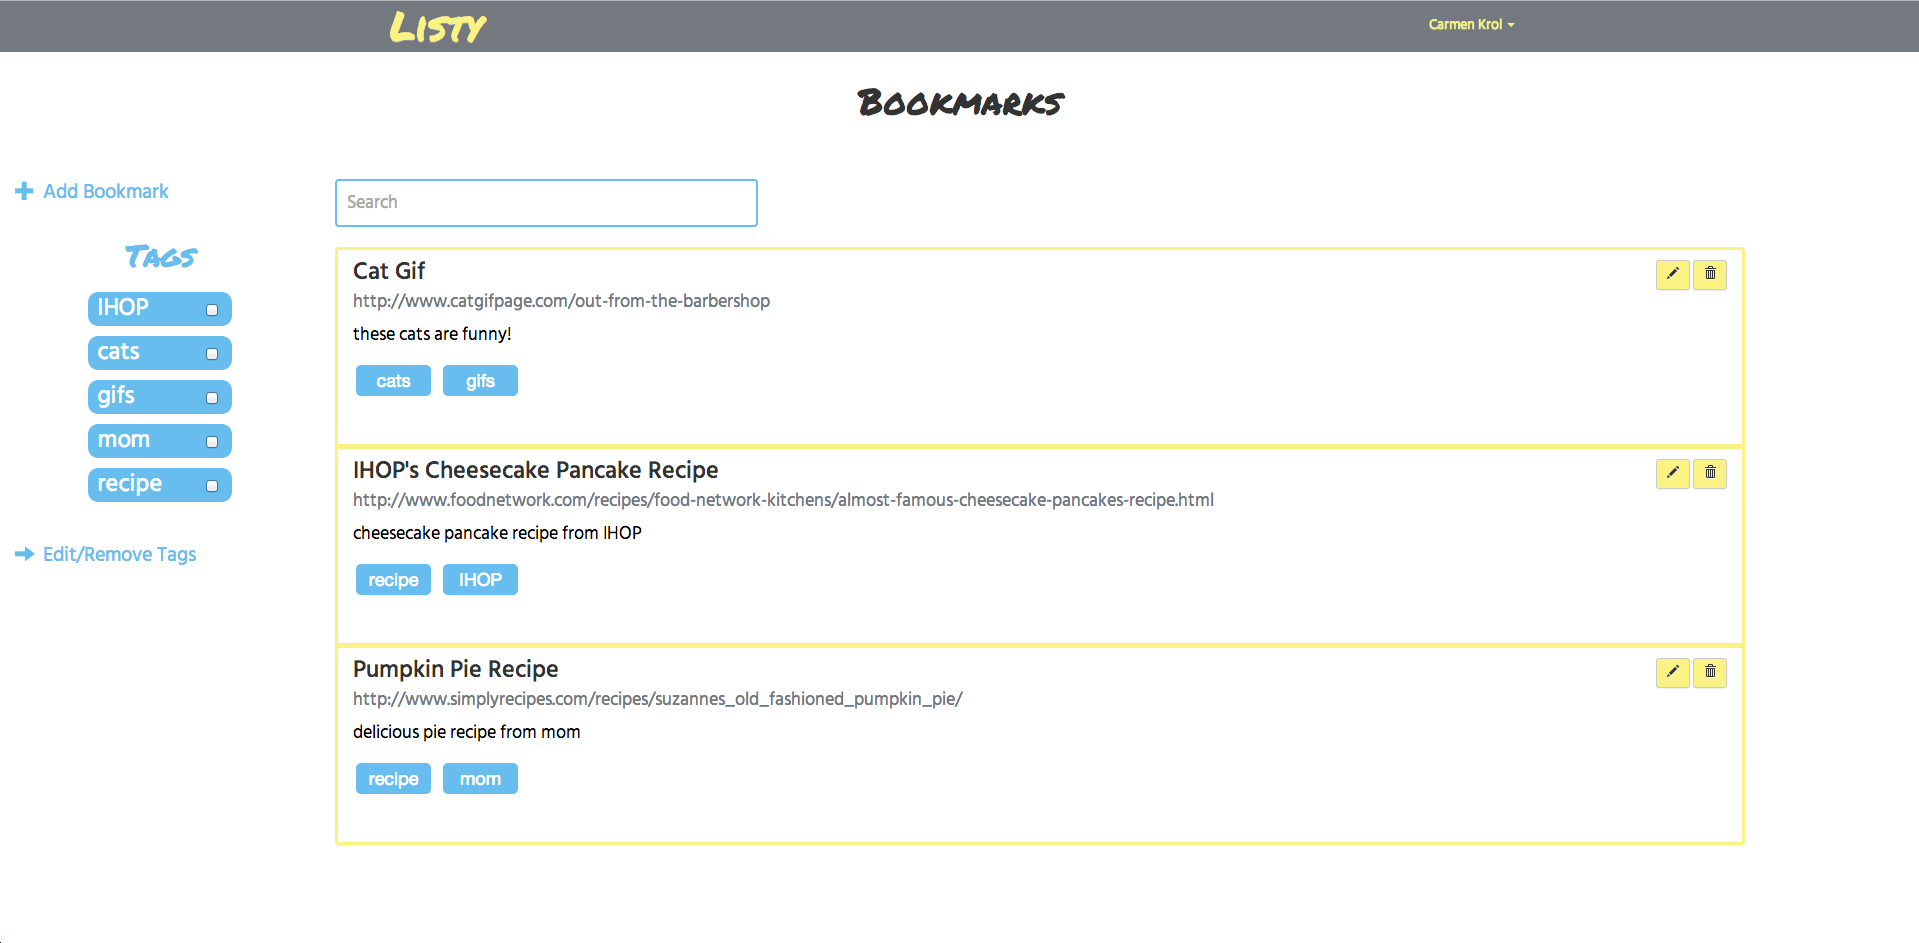 Listy
Carmen Krol
Bookmarks
Add Bookmark
Tags
IHOP
cats
gifs
mom
recipe
Edit/Remove Tags
Search
Cat Gif
http://www.catgifpage.com/out-from-the-barbershop
these cats are funny!
cats gifs
IHOP's Cheesecake Pancake Recipe
http://www.foodnetwork.com/recipes/food-network-kitchens/almost-famous-cheesecake-pancakes-recipe.html
cheesecake pancake recipe from IHOP
recipe IHOP
Pumpkin Pie Recipe
http://www.simplyrecipes.com/recipes/suzannes_old_fashioned_pumpkin_pie/
delicious pie recipe from mom
recipe mom